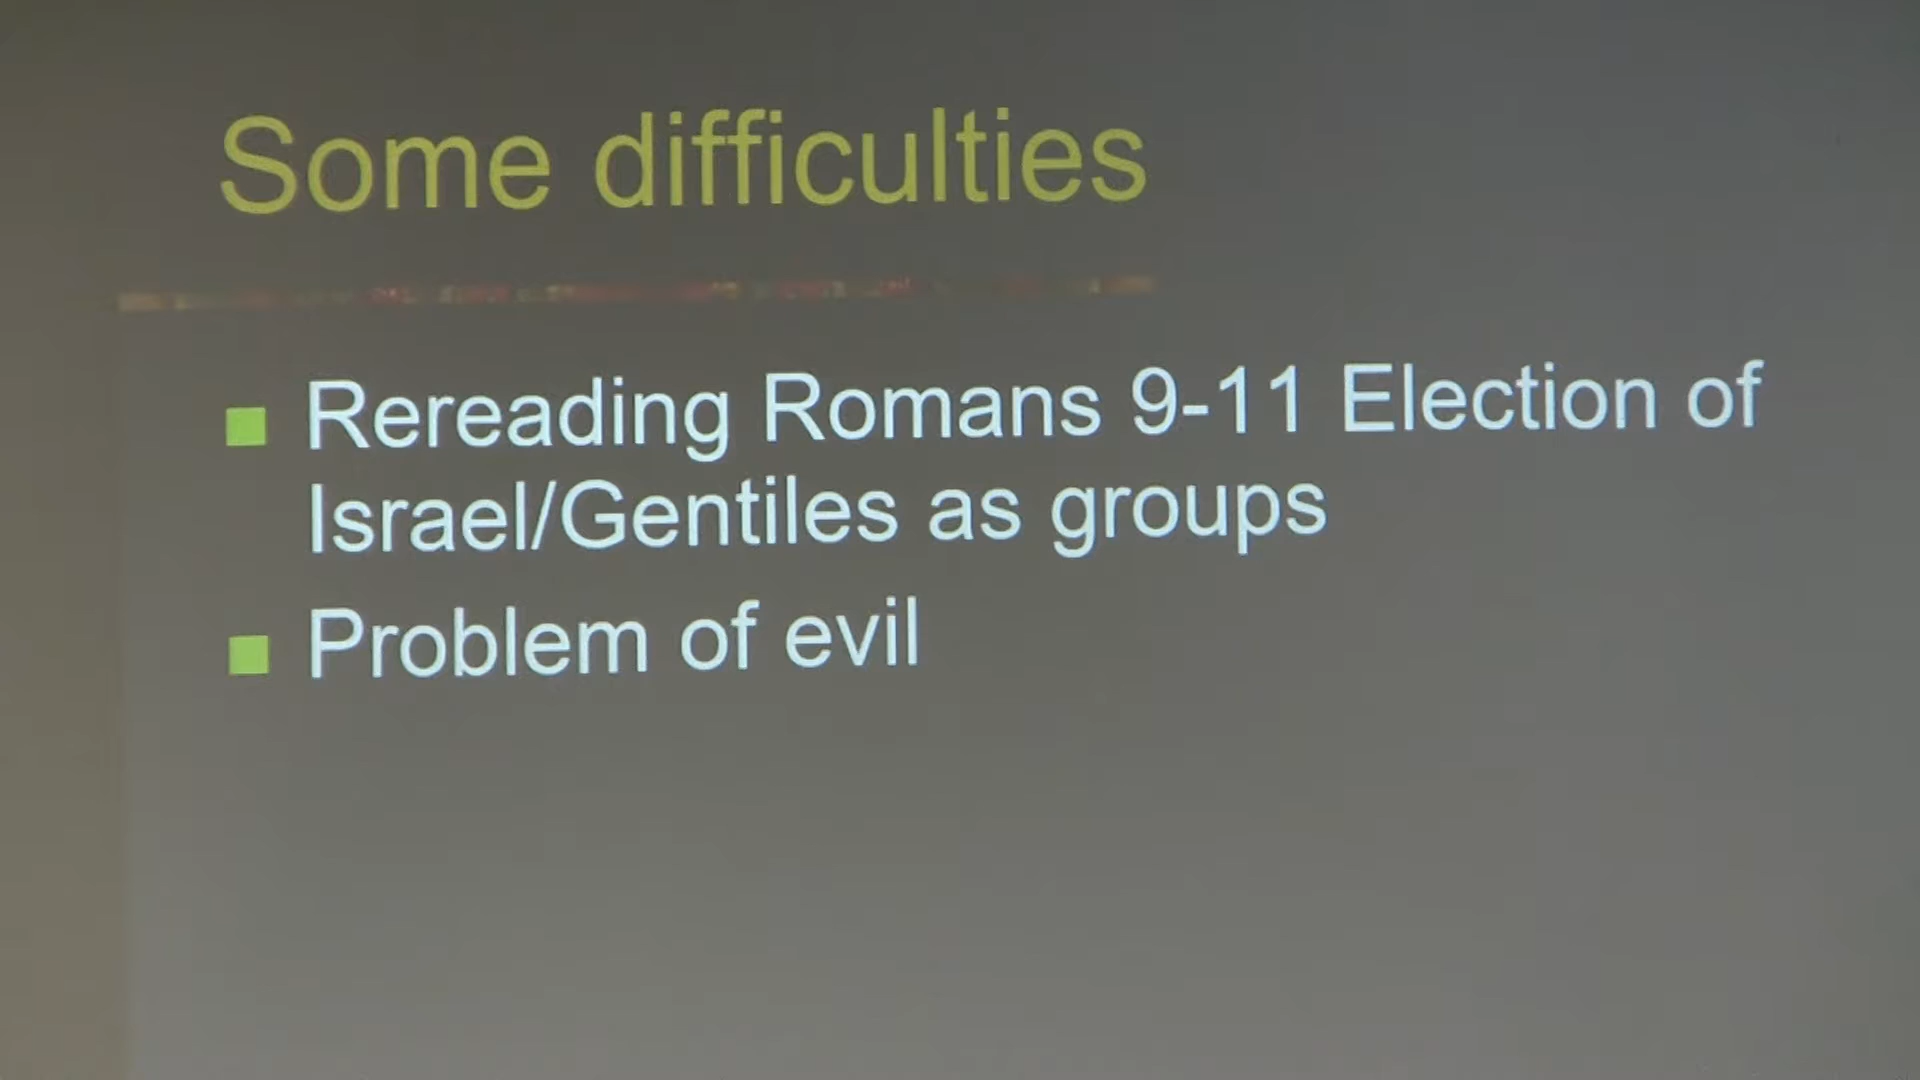 Some difficulties
Rereading Romans 9-11 Election of
Israel/Gentiles as groups
Problem of evil